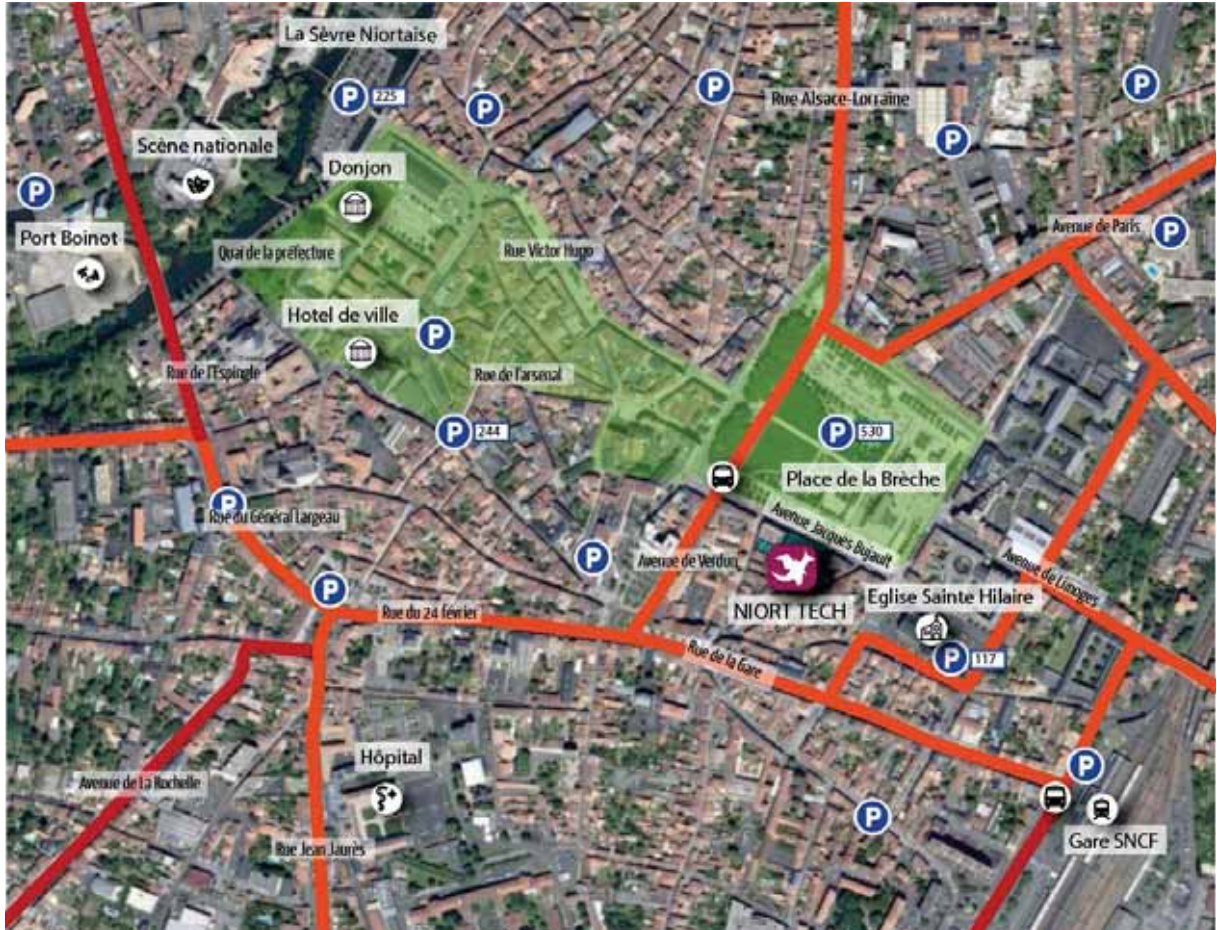 La Sèvre Niortaise
P
225
P
P
P
P
Rue Alsace-Lorraine
Scène nationale
P
Donjon
P
Port Boinot
Quai de la préfecture
Rue Victor Hugo
Avenue de Paris
P
Hotel de ville
P
Rue de l'Espingle
Rue de l'arsenal
P
244
P
530
Place de la Brèche
P
Rue du Général Largeau
Avenue Jacques Bujault
P
Avenue de Verdun
NIORT TECH
Eglise Sainte Hilaire
Avenue de Limoges
P
Rue du 24 février
Rue de la Gare
P
117
Hôpital
Avenue de La Rochelle
P
P
Gare SNCF
Rue Jean Jaurès